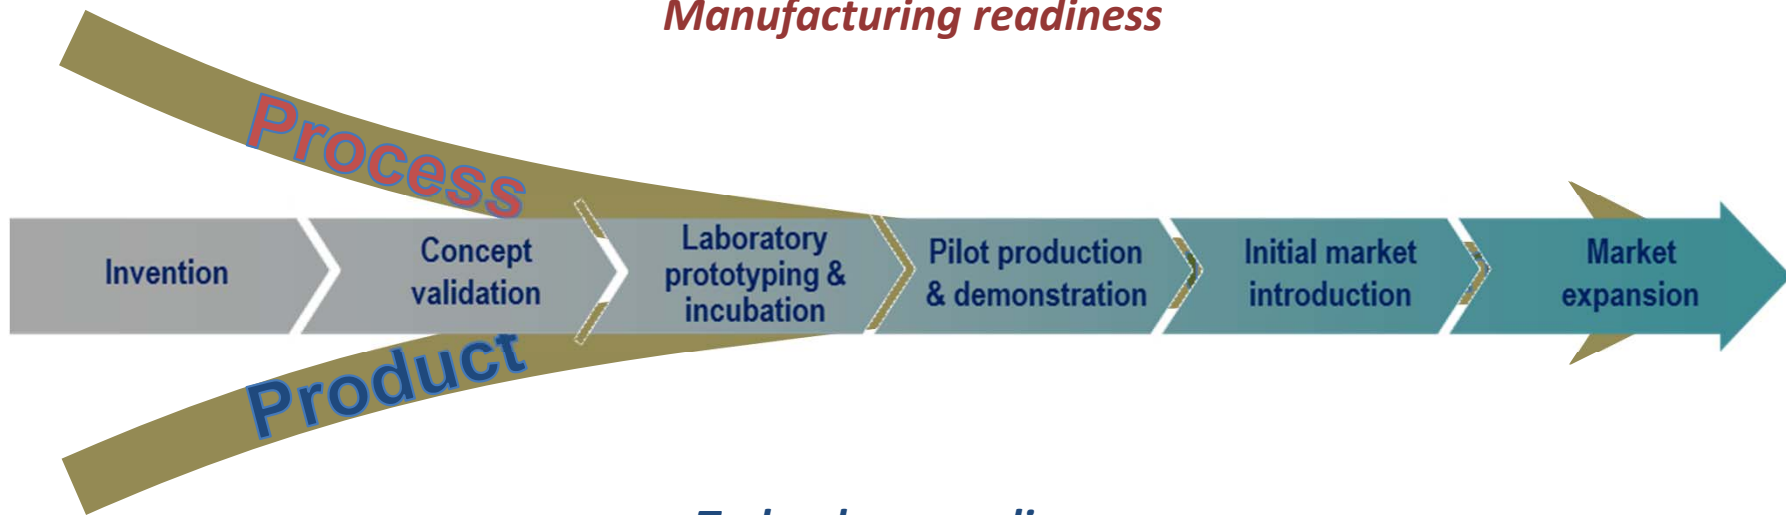 Manufacturing readiness
Process
Invention
Concept
validation
Laboratory
prototyping &
incubation
Pilot production
& demonstration
Initial market
introduction
Market
expansion
Product